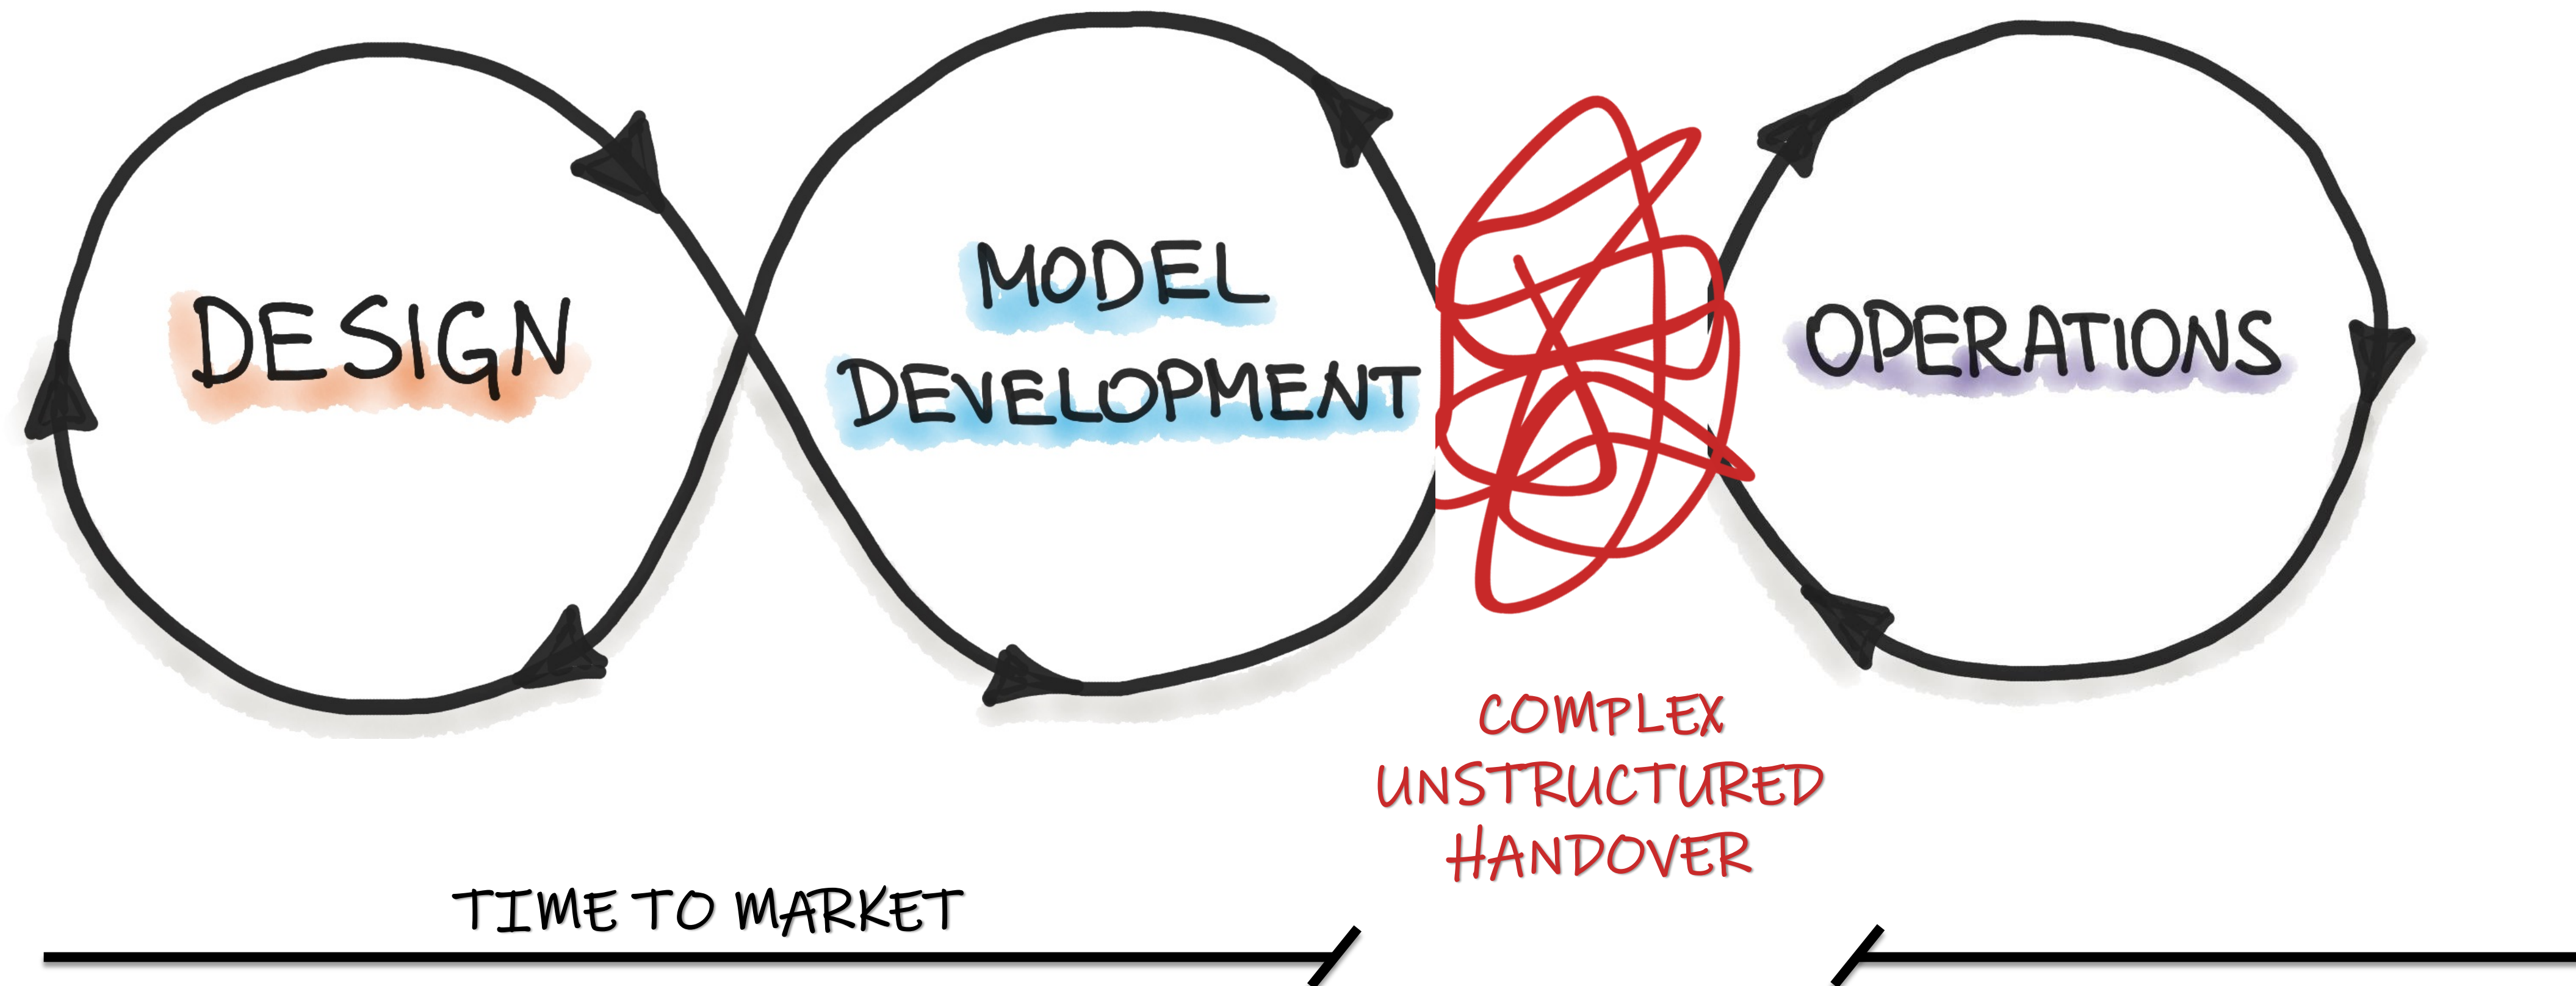 DESIGN
MODEL
DEVELOPMENT
OPERATIONS
COMPLEX
UNSTRUCTURED
HANDOVER
TIME TO MARKET